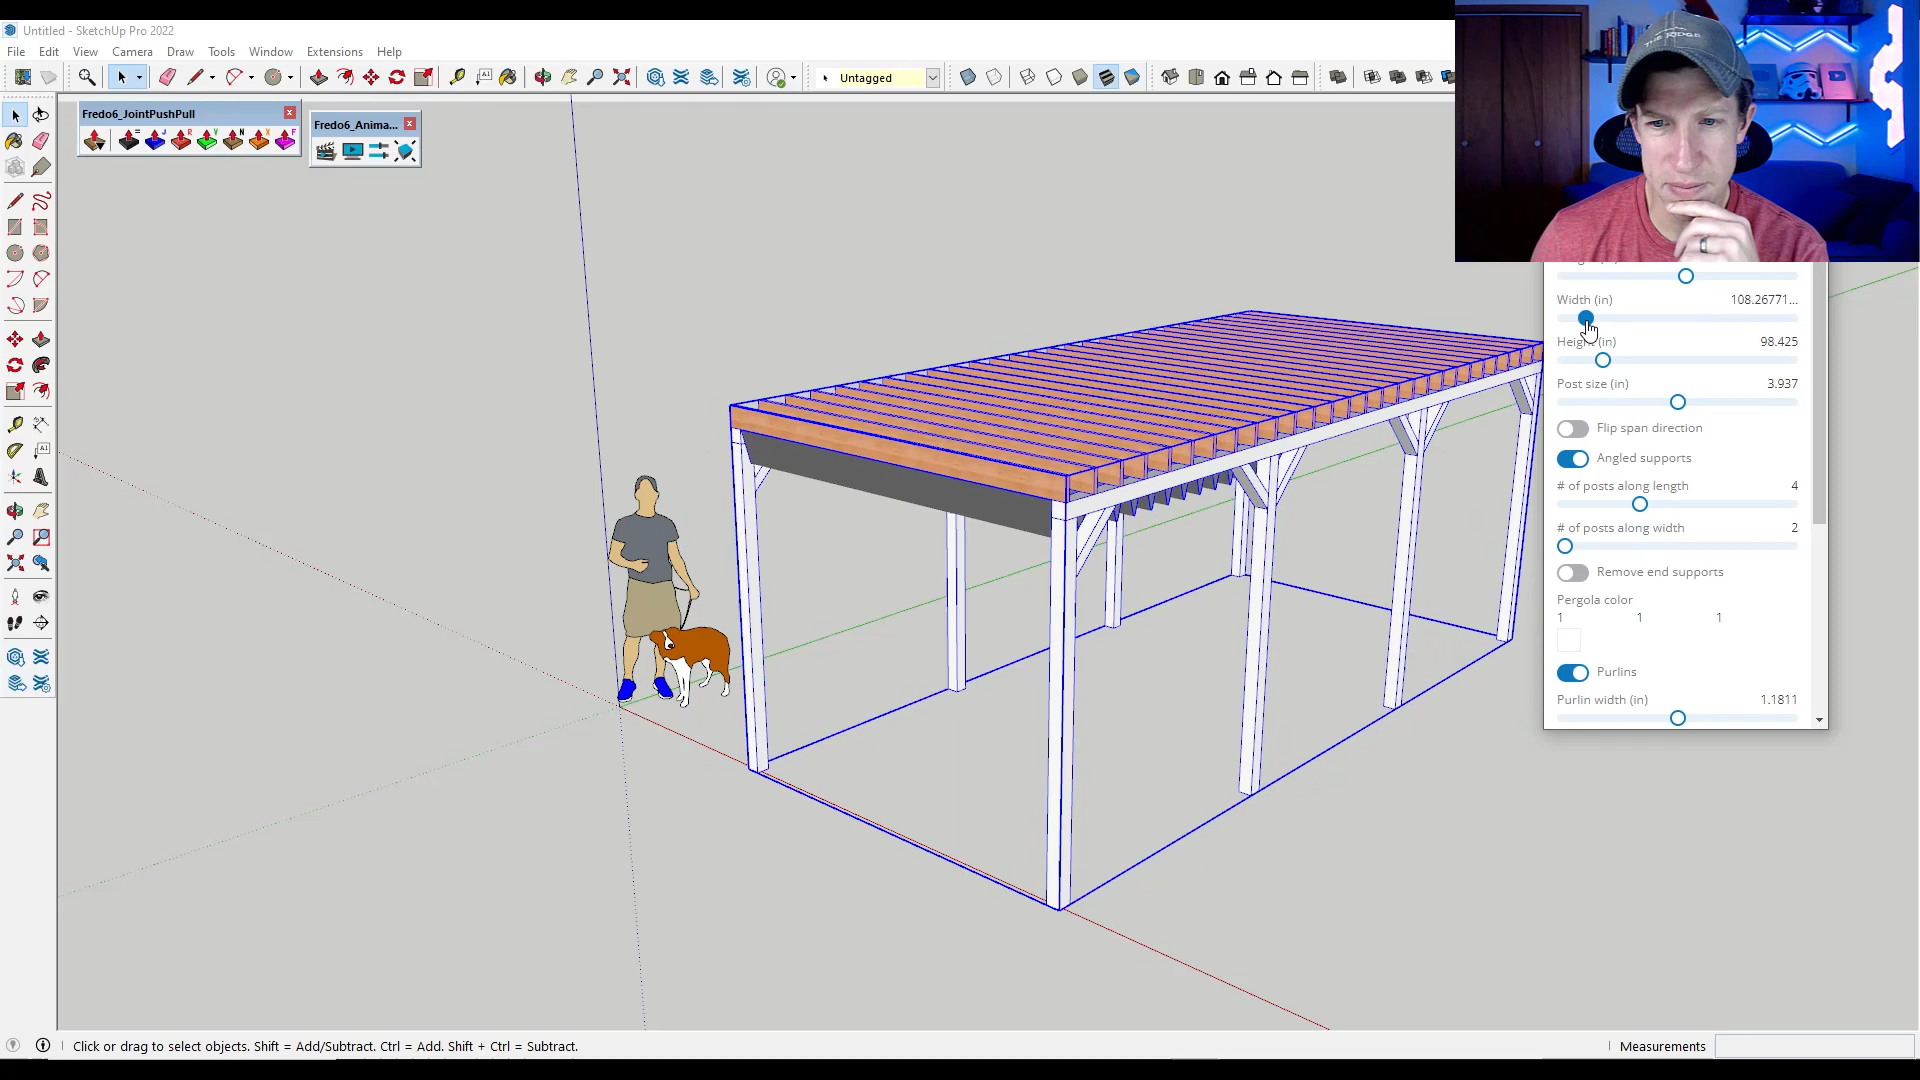 Untitled - SketchUp Pro 2022
File Edit View Camera Draw Tools Window Extensions Help
Untagged
Fredo6_JointPushPull
Fredo6_Anima...
THE RIDGE
Width (in) 108.26771...
Height (in) 98.425
Post size (in) 3.937
Flip span direction
Angled supports
# of posts along length 4
# of posts along width 2
Remove end supports
Pergola color
1 1 1
Purlins
Purlin width (in) 1.1811
Click or drag to select objects. Shift = Add/Subtract. Ctrl = Add. Shift + Ctrl = Subtract.
Measurements